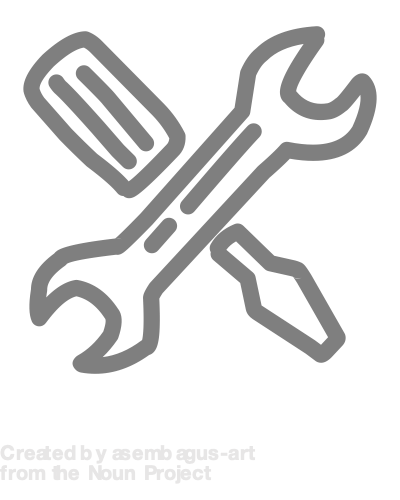 Created by asemb agus-art
from the Noun Project